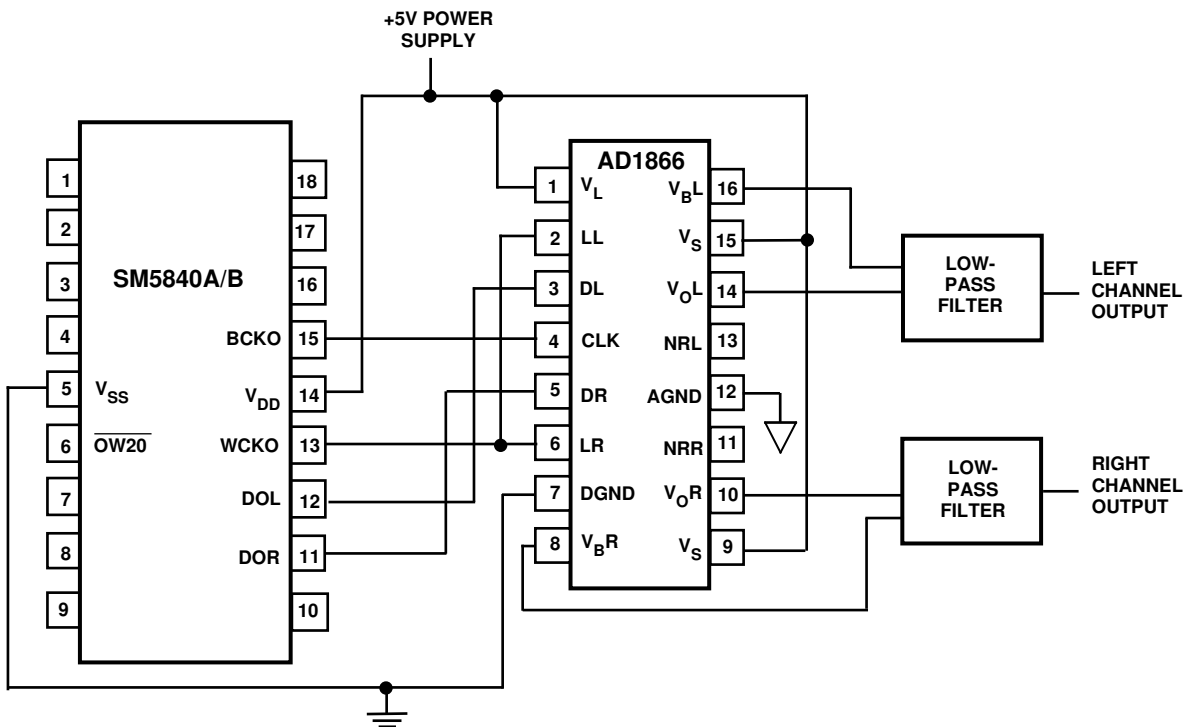 +5V POWER
SUPPLY
SM5840A/B
1
2
3
4
5 VSS
6 OW20
7
8
9
18
17
16
BCKO 15
VDD 14
WCKO 13
DOL 12
DOR 11
10
AD1866
1 VL
2 LL
3 DL
4 CLK
5 DR
6 LR
7 DGND
8 VBR
VBL 16
VS 15
VOL 14
NRL 13
AGND 12
NRR 11
VOR 10
VS 9
LOW-
PASS
FILTER
LEFT
CHANNEL
OUTPUT
LOW-
PASS
FILTER
RIGHT
CHANNEL
OUTPUT